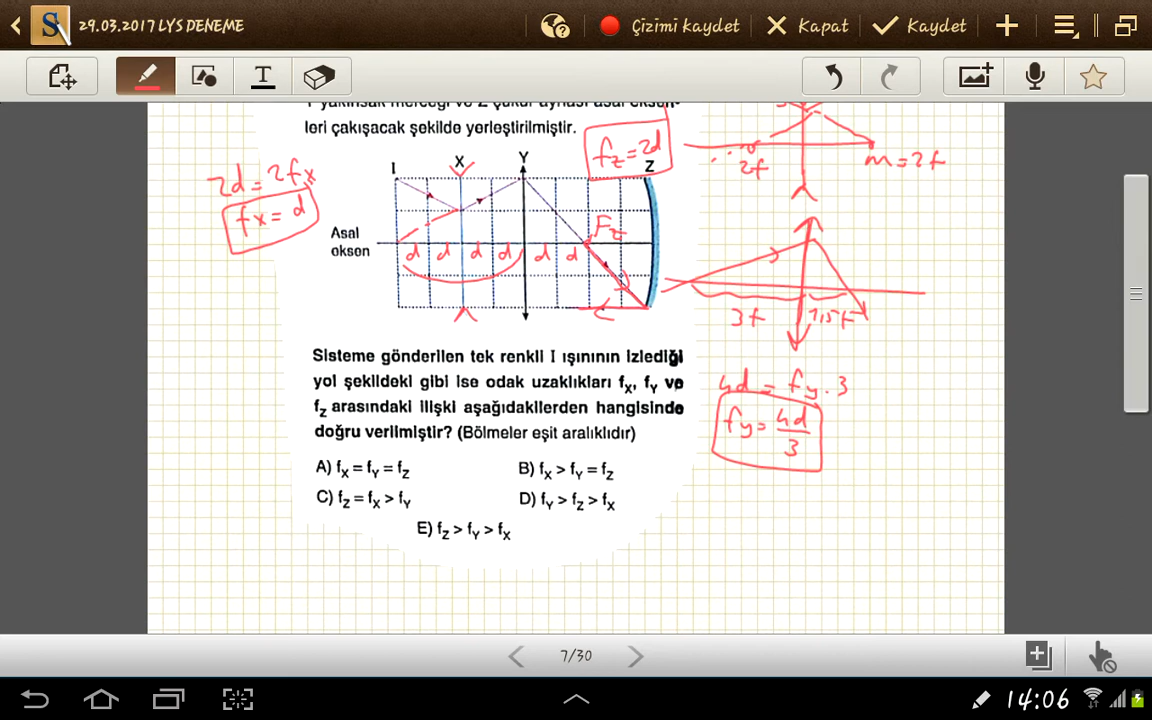 29.03.2017 LYS DENEME
Çizimi kaydet
Kapat
Kaydet
leri çakışacak şekilde yerleştirilmiştir.
2d = 2fx
fx = d
fz = 2d
2f
m = 2f
I
X
Y
Z
Fz
Asal
eksen
d d d d d d
3f
1,5f
Sisteme gönderilen tek renkli I ışınının izlediği
yol şekildeki gibi ise odak uzaklıkları fX, fY ve
fZ arasındaki ilişki aşağıdakilerden hangisinde
doğru verilmiştir? (Bölmeler eşit aralıklıdır)
4d = fy.3
fy = 4d/3
A) fX = fY = fZ
B) fX > fY = fZ
C) fZ = fX > fY
D) fY > fZ > fX
E) fZ > fY > fX
7/30
14:06